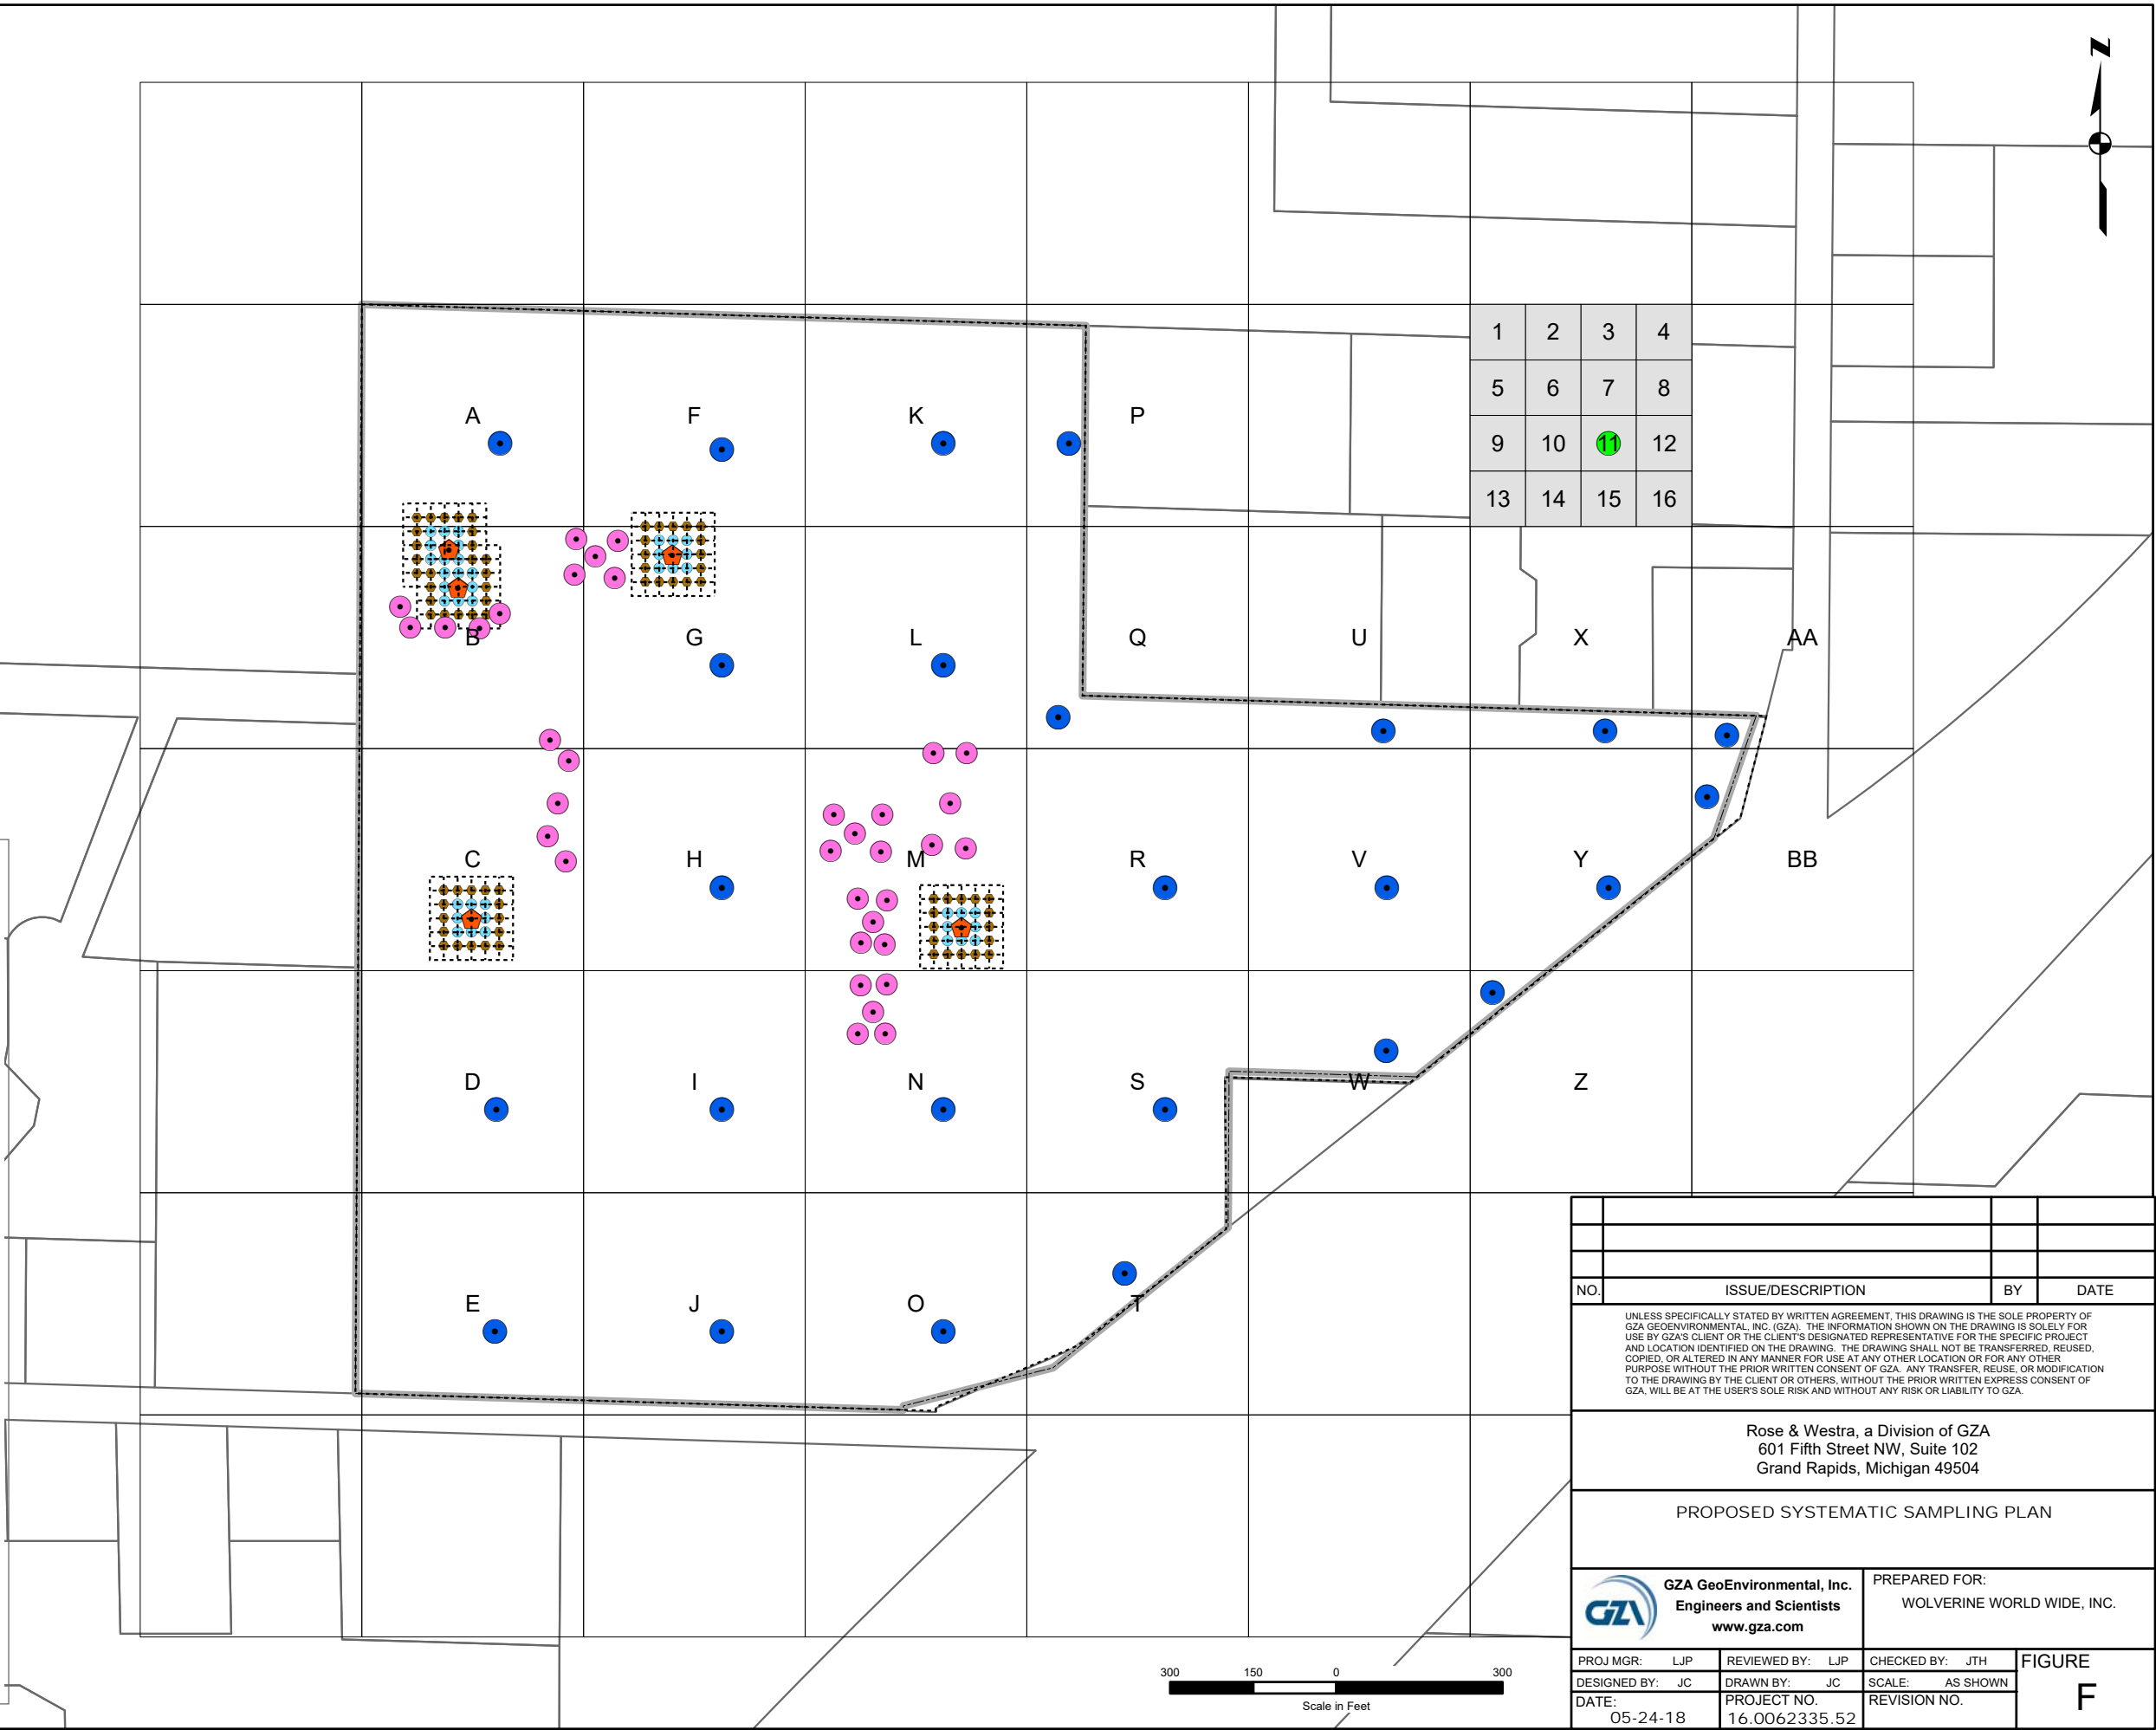 N
1 2 3 4
5 6 7 8
A F K P
9 10 11 12
13 14 15 16
B G L Q U X AA
C H M R V Y BB
D I N S W Z
E J O T
NO. ISSUE/DESCRIPTION BY DATE
UNLESS SPECIFICALLY STATED BY WRITTEN AGREEMENT, THIS DRAWING IS THE SOLE PROPERTY OF
GZA GEOENVIRONMENTAL, INC. (GZA). THE INFORMATION SHOWN ON THE DRAWING IS SOLELY FOR
USE BY GZA'S CLIENT OR THE CLIENT'S DESIGNATED REPRESENTATIVE FOR THE SPECIFIC PROJECT
AND LOCATION IDENTIFIED ON THE DRAWING. THE DRAWING SHALL NOT BE TRANSFERRED, REUSED,
COPIED, OR ALTERED IN ANY MANNER FOR USE AT ANY OTHER LOCATION OR FOR ANY OTHER
PURPOSE WITHOUT THE PRIOR WRITTEN CONSENT OF GZA. ANY TRANSFER, REUSE, OR MODIFICATION
TO THE DRAWING BY THE CLIENT OR OTHERS, WITHOUT THE PRIOR WRITTEN EXPRESS CONSENT OF
GZA, WILL BE AT THE USER'S SOLE RISK AND WITHOUT ANY RISK OR LIABILITY TO GZA.
Rose & Westra, a Division of GZA
601 Fifth Street NW, Suite 102
Grand Rapids, Michigan 49504
PROPOSED SYSTEMATIC SAMPLING PLAN
GZA
GZA GeoEnvironmental, Inc.
Engineers and Scientists
www.gza.com
PREPARED FOR:
WOLVERINE WORLD WIDE, INC.
PROJ MGR: LJP REVIEWED BY: LJP CHECKED BY: JTH
DESIGNED BY: JC DRAWN BY: JC SCALE: AS SHOWN
DATE: PROJECT NO. REVISION NO.
05-24-18 16.0062335.52
FIGURE
F
300 150 0 300
Scale in Feet